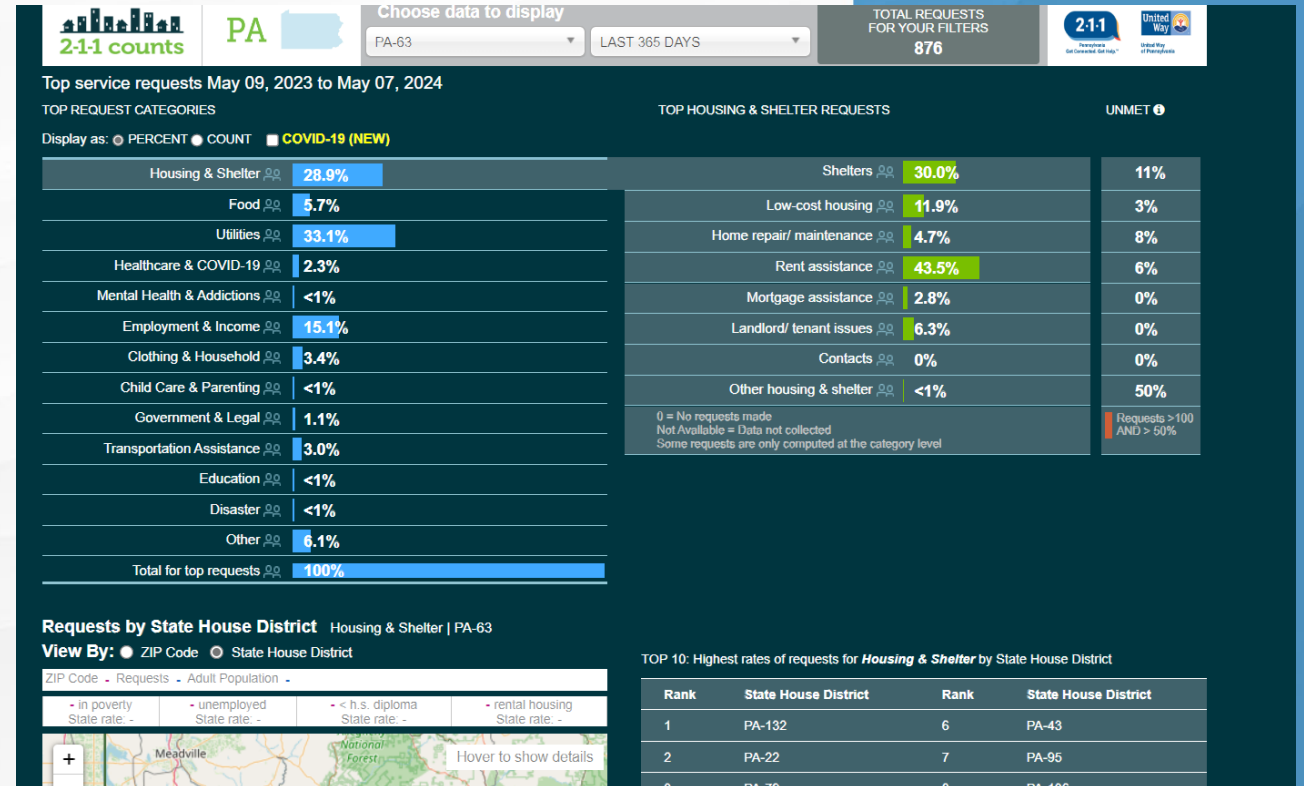 2-1-1 counts
PA
Choose data to display
PA-63
LAST 365 DAYS
TOTAL REQUESTS
FOR YOUR FILTERS
876
2·1·1
Pennsylvania
Get Connected. Get Help.™
United
Way
United Way
of Pennsylvania
Top service requests May 09, 2023 to May 07, 2024
TOP REQUEST CATEGORIES
Display as: PERCENT COUNT COVID-19 (NEW)
Housing & Shelter 28.9%
Food 5.7%
Utilities 33.1%
Healthcare & COVID-19 2.3%
Mental Health & Addictions <1%
Employment & Income 15.1%
Clothing & Household 3.4%
Child Care & Parenting <1%
Government & Legal 1.1%
Transportation Assistance 3.0%
Education <1%
Disaster <1%
Other 6.1%
Total for top requests 100%
TOP HOUSING & SHELTER REQUESTS UNMET
Shelters 30.0% 11%
Low-cost housing 11.9% 3%
Home repair/ maintenance 4.7% 8%
Rent assistance 43.5% 6%
Mortgage assistance 2.8% 0%
Landlord/ tenant issues 6.3% 0%
Contacts 0% 0%
Other housing & shelter <1% 50%
0 = No requests made
Not Available = Data not collected
Some requests are only computed at the category level
Requests >100
AND > 50%
Requests by State House District Housing & Shelter | PA-63
View By: ZIP Code State House District
ZIP Code - Requests - Adult Population -
- in poverty
State rate: -
- unemployed
State rate: -
- < h.s. diploma
State rate: -
- rental housing
State rate: -
+
Meadville
National
Forest
Hover to show details
TOP 10: Highest rates of requests for Housing & Shelter by State House District
Rank State House District Rank State House District
1 PA-132 6 PA-43
2 PA-22 7 PA-95